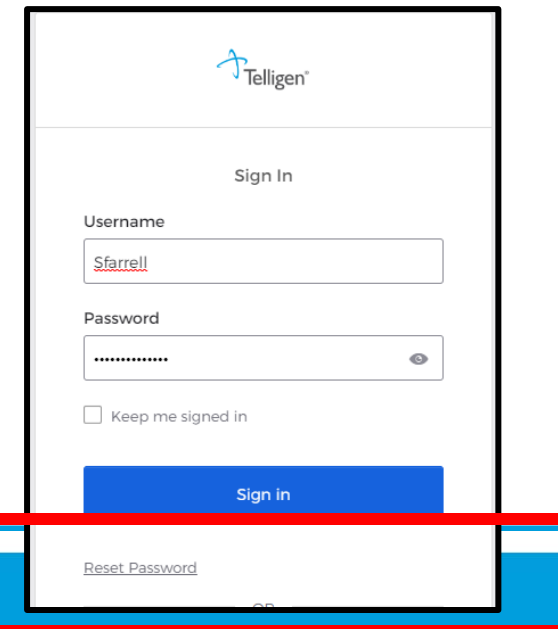 Telligen®
Sign In
Username
Sfarrell
Password
••••••••••••••
Keep me signed in
Sign in
Reset Password